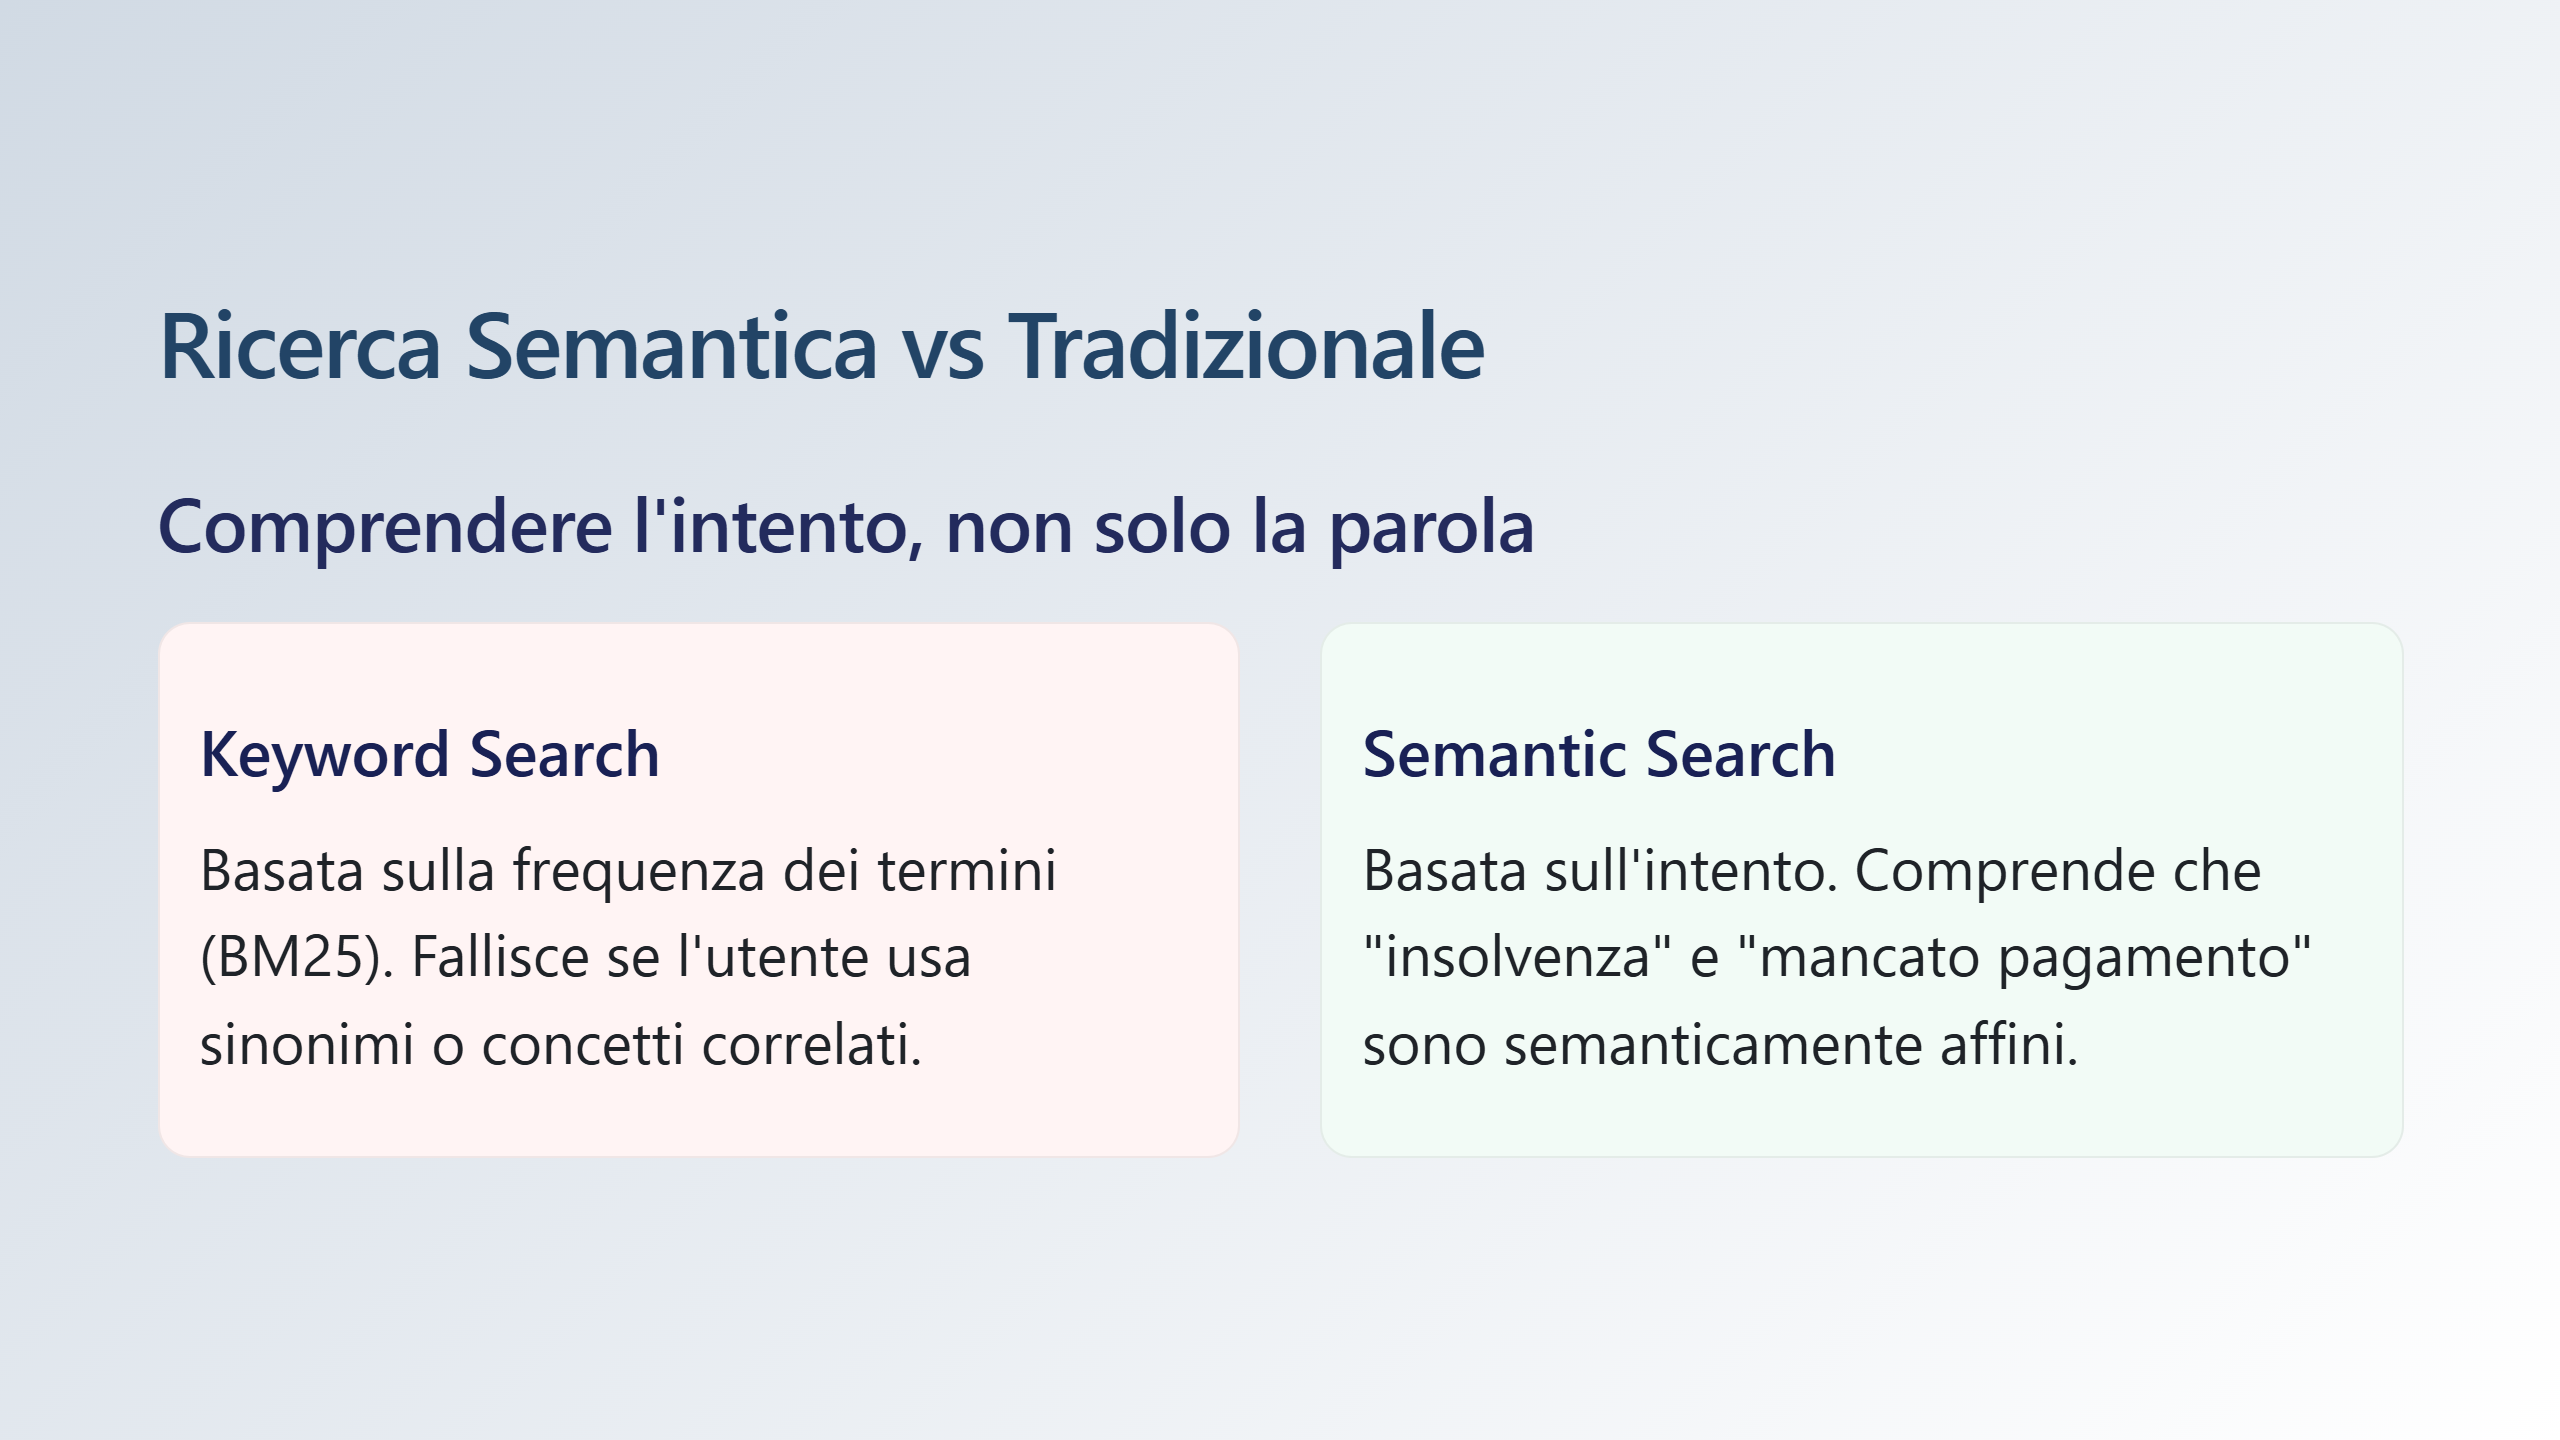 Ricerca Semantica vs Tradizionale
Comprendere l'intento, non solo la parola
Keyword Search
Basata sulla frequenza dei termini
(BM25). Fallisce se l'utente usa
sinonimi o concetti correlati.
Semantic Search
Basata sull'intento. Comprende che
"insolvenza" e "mancato pagamento"
sono semanticamente affini.